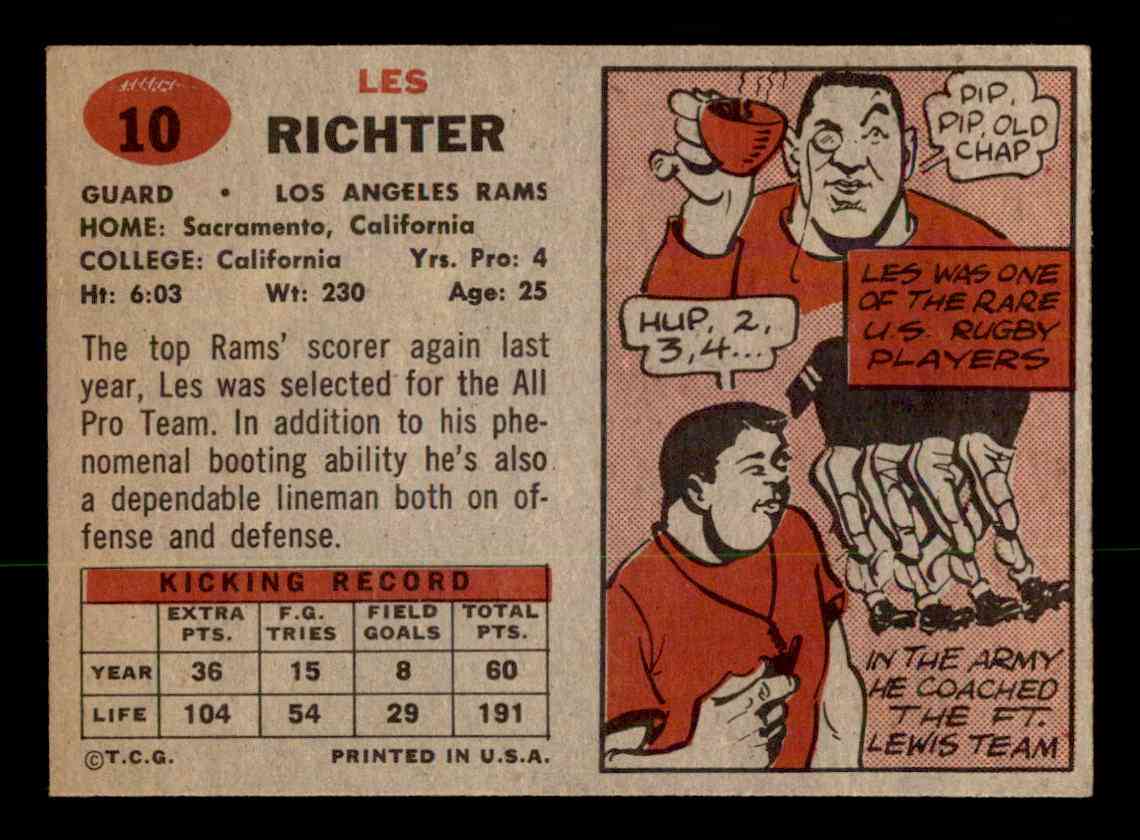 10
LES
RICHTER
GUARD • LOS ANGELES RAMS
HOME: Sacramento, California
COLLEGE: California Yrs. Pro: 4
Ht: 6:03 Wt: 230 Age: 25
The top Rams' scorer again last
year, Les was selected for the All
Pro Team. In addition to his phe-
nomenal booting ability he's also
a dependable lineman both on of-
fense and defense.
KICKING RECORD
EXTRA PTS. F.G. TRIES FIELD GOALS TOTAL PTS.
YEAR 36 15 8 60
LIFE 104 54 29 191
©T.C.G. PRINTED IN U.S.A.
PIP,
PIP, OLD
CHAP
LES WAS ONE
OF THE RARE
U.S. RUGBY
PLAYERS
HUP, 2,
3, 4...
IN THE ARMY
HE COACHED
THE FT.
LEWIS TEAM